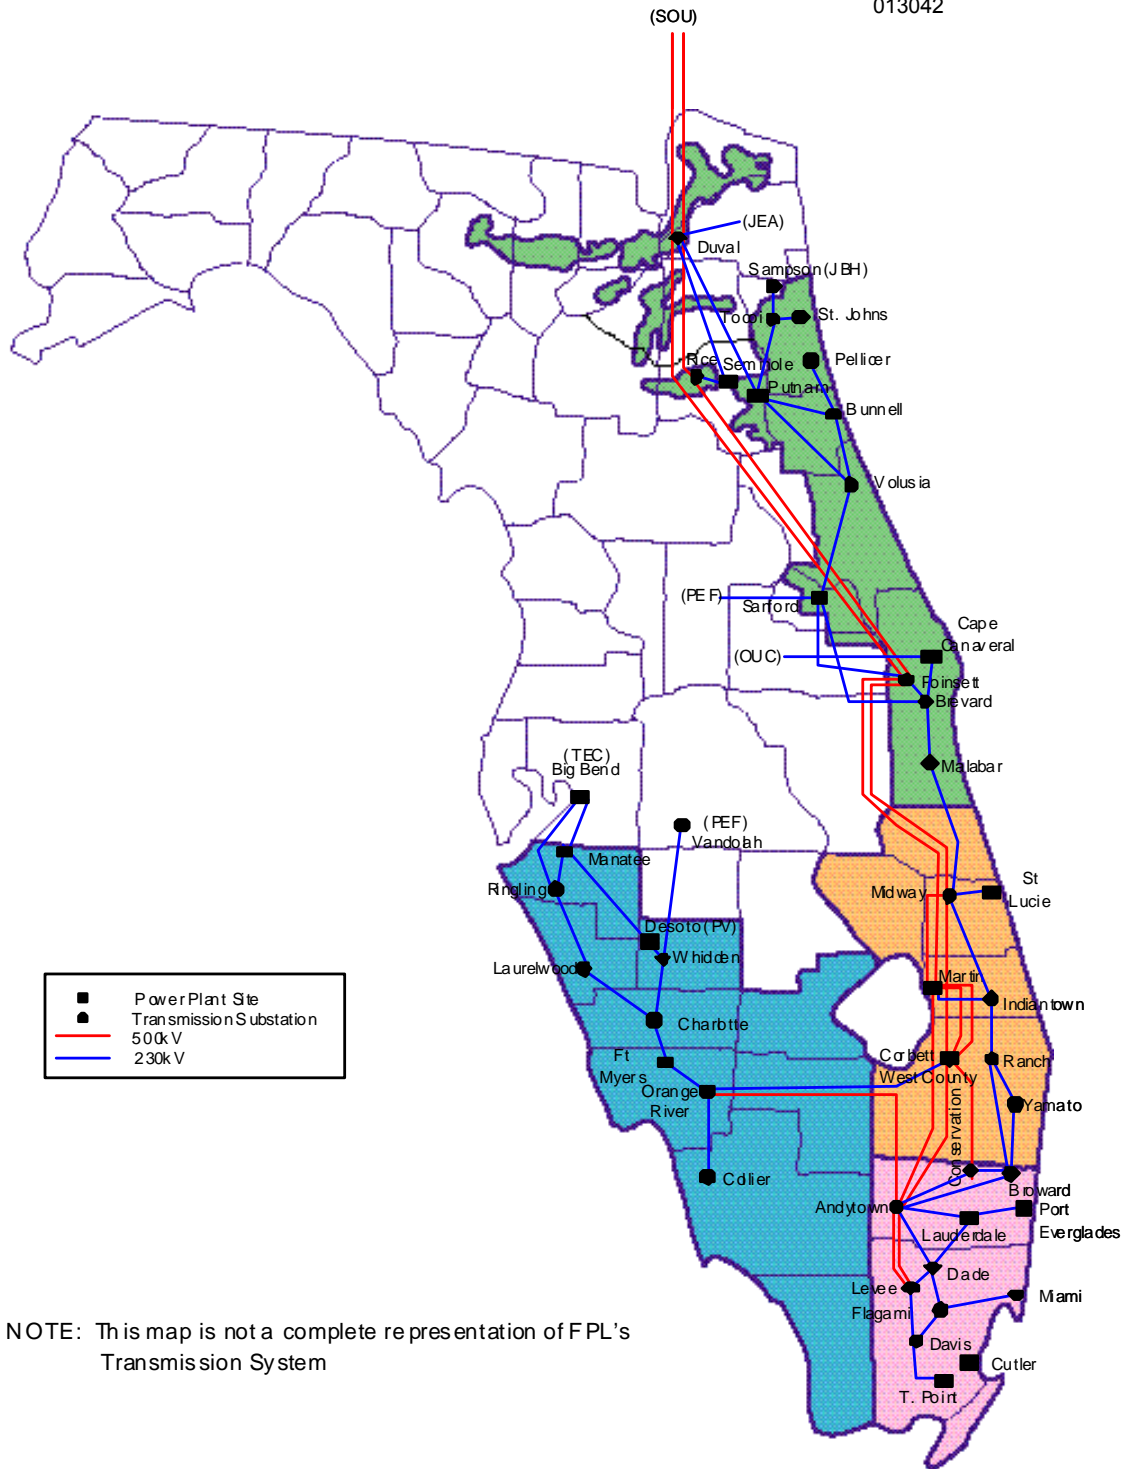 013042
(SOU)
(JEA)
Duval
Sampson (JBH)
Tocoi
St. Johns
Rice
Seminole
Pellicer
Putnam
Bunnell
Volusia
(PEF)
Sanford
Cape
Canaveral
(OUC)
Poinsett
Brevard
(TEC)
Big Bend
Malabar
(PEF)
Vandolah
Manatee
Ringling
Midway
St
Lucie
Desoto (PV)
Whidden
Laurelwood
Martin
Indiantown
Power Plant Site
Transmission Substation
500kV
230kV
Charlotte
Ft
Myers
Orange
River
Corbett
West County
Ranch
Yamato
Conservation
Collier
Broward
Andytown
Port
Everglades
Lauderdale
Dade
Levee
Miami
Flagami
NOTE: This map is not a complete representation of FPL's
Transmission System
Davis
Cutler
T. Point